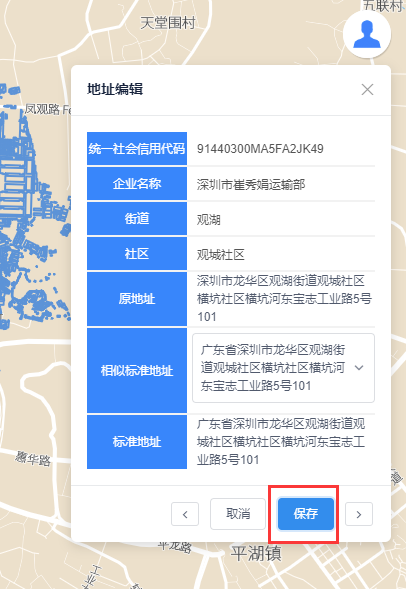 五联村
天堂围村
凤观路
地址编辑
统一社会信用代码 91440300MA5FA2JK49
企业名称 深圳市崔秀娟运输部
街道 观湖
社区 观城社区
原地址 深圳市龙华区观湖街道观城社区
横坑社区横坑河东宝志工业路5号
101
相似标准地址 广东省深圳市龙华区观湖街
道观城社区横坑社区横坑河
东宝志工业路5号101
标准地址 广东省深圳市龙华区观湖街道观
城社区横坑社区横坑河东宝志工
业路5号101
惠华路
取消 保存
平龙路
平湖镇